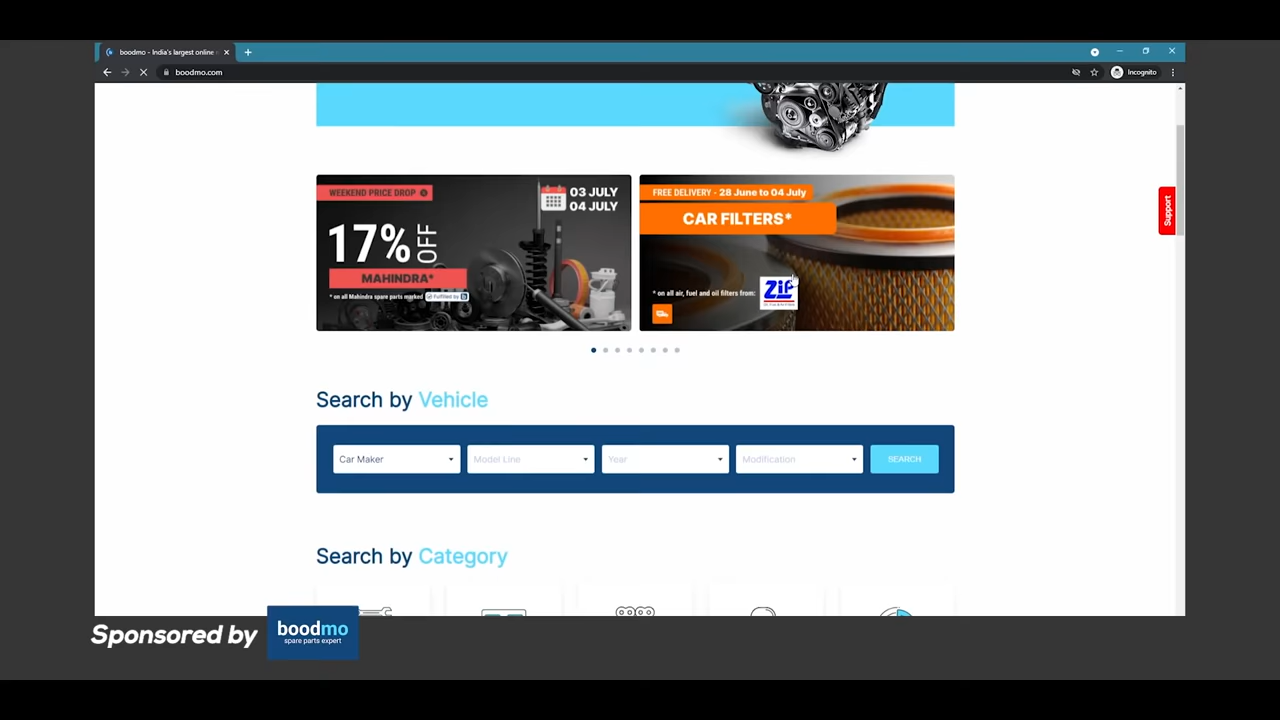 boodmo - India's largest online
boodmo.com
Incognito
WEEKEND PRICE DROP
03 JULY
04 JULY
17% OFF
MAHINDRA*
* on all Mahindra spare parts marked Fulfilled by b
FREE DELIVERY - 28 June to 04 July
CAR FILTERS*
* on all air, fuel and oil filters from:
Zip
Support
Search by Vehicle
Car Maker
Model Line
Year
Modification
SEARCH
Search by Category
Sponsored by
boodmo
spare parts expert